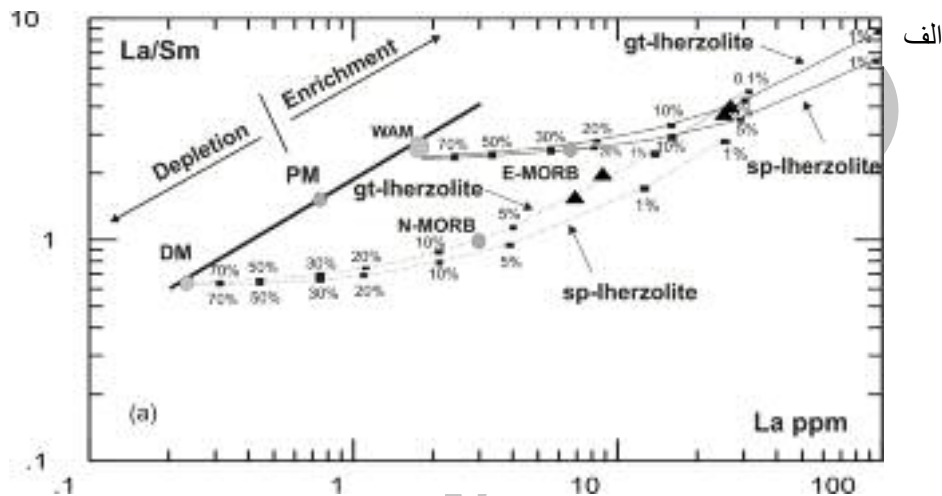 10
La/Sm
الف
gt-lherzolite
1%
1%
Enrichment
0.1%
Depletion
WAM
70%
50%
30%
20%
10%
10%
1%
5%
1%
sp-lherzolite
PM
E-MORB
gt-lherzolite
1%
N-MORB
5%
DM
70%
50%
30%
20%
10%
1
70%
50%
30%
20%
10%
5%
sp-lherzolite
(a)
La ppm
.1
.1
1
10
100